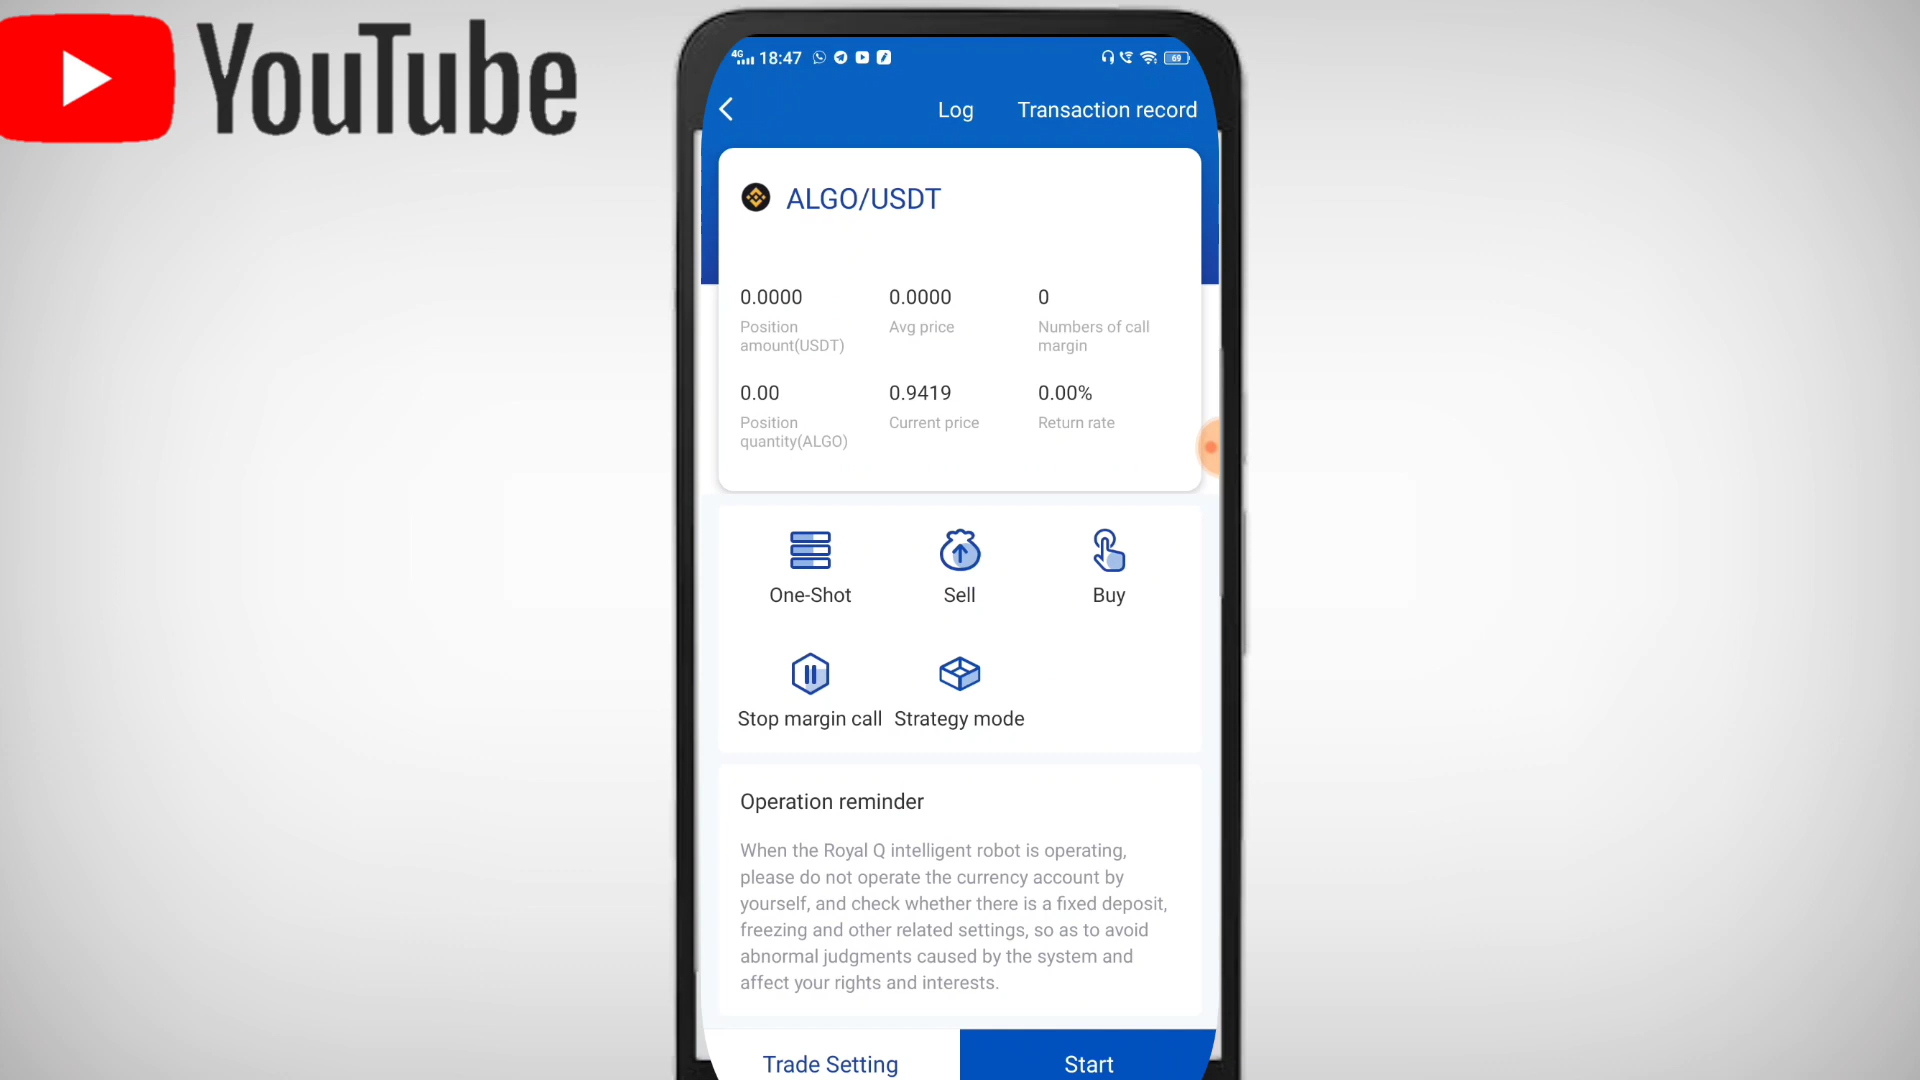 YouTube
4G 18:47 69
Log Transaction record
ALGO/USDT
0.0000 0.0000 0
Position Avg price Numbers of call
amount(USDT) margin
0.00 0.9419 0.00%
Position Current price Return rate
quantity(ALGO)
One-Shot Sell Buy
Stop margin call Strategy mode
Operation reminder
When the Royal Q intelligent robot is operating,
please do not operate the currency account by
yourself, and check whether there is a fixed deposit,
freezing and other related settings, so as to avoid
abnormal judgments caused by the system and
affect your rights and interests.
Trade Setting Start